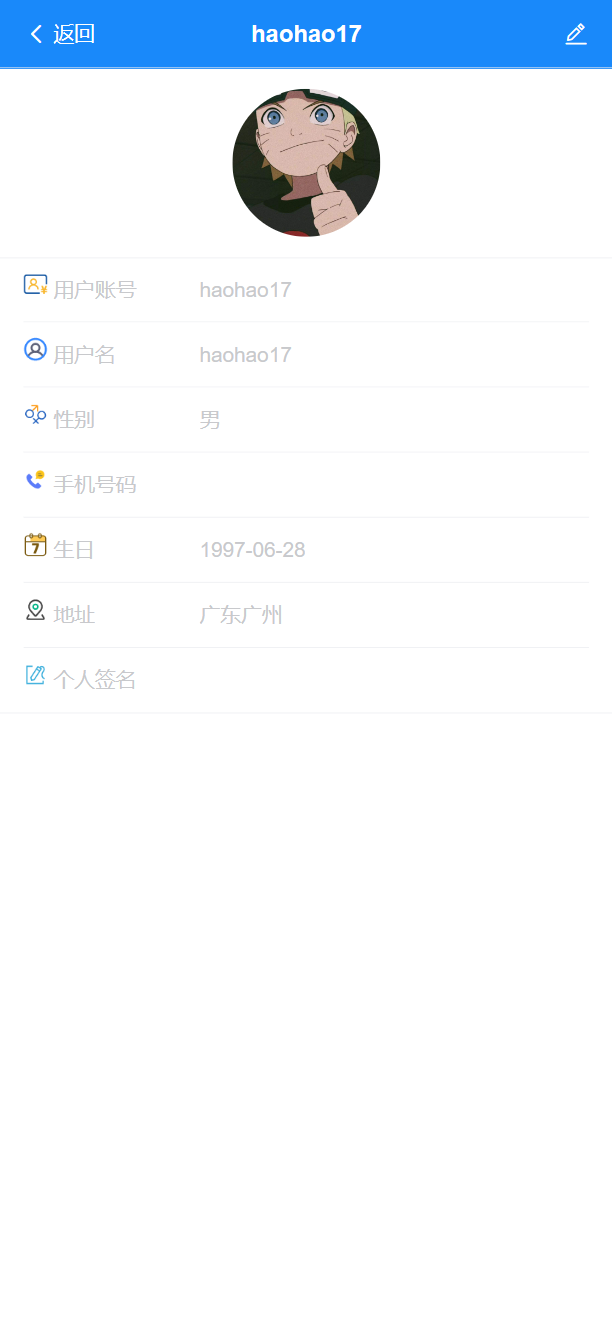 返回 haohao17
用户账号 haohao17
用户名 haohao17
性别 男
手机号码
生日 1997-06-28
地址 广东广州
个人签名